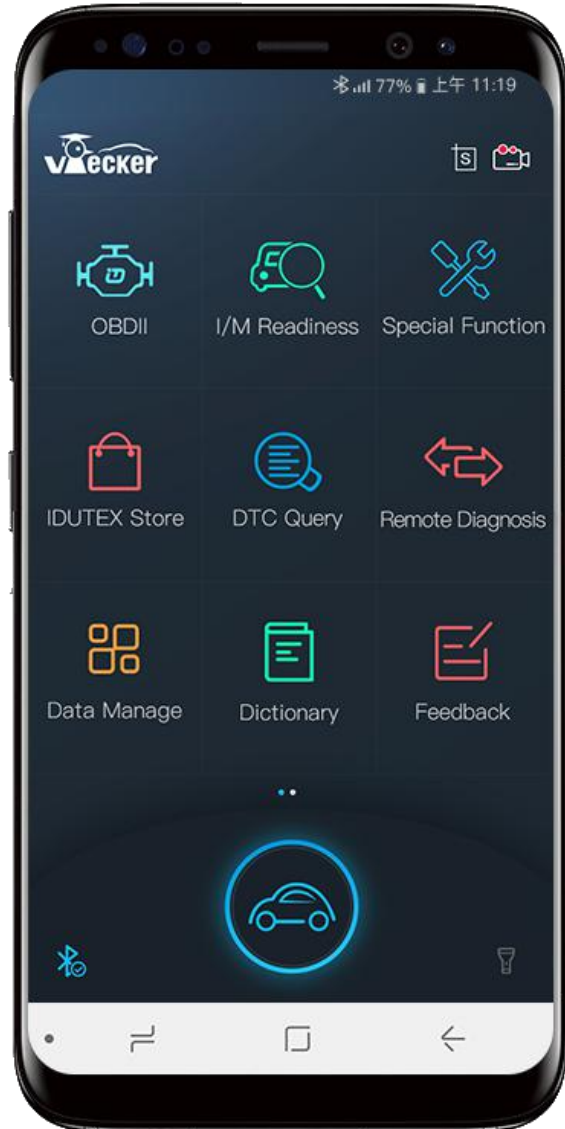 77% 上午 11:19
vDecker
S
OBDII
I/M Readiness
Special Function
IDUTEX Store
DTC Query
Remote Diagnosis
Data Manage
Dictionary
Feedback